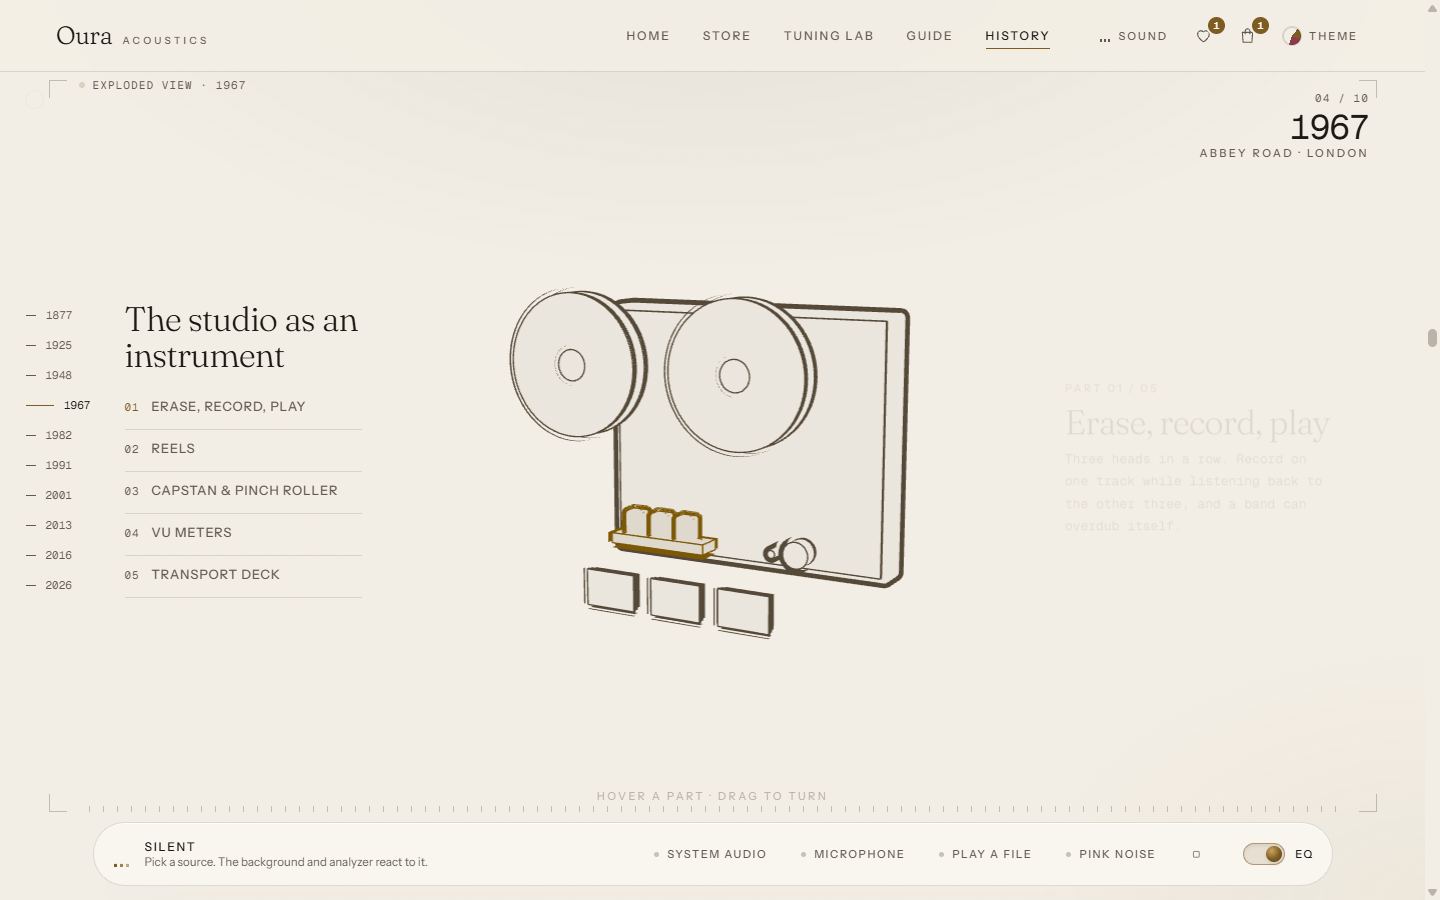 Oura ACOUSTICS
HOME
STORE
TUNING LAB
GUIDE
HISTORY
SOUND
1
1
THEME
EXPLODED VIEW · 1967
04 / 10
1967
ABBEY ROAD · LONDON
1877
1925
1948
1967
1982
1991
2001
2013
2016
2026
The studio as an
instrument
01 ERASE, RECORD, PLAY
02 REELS
03 CAPSTAN & PINCH ROLLER
04 VU METERS
05 TRANSPORT DECK
PART 01 / 05
Erase, record, play
Three heads in a row. Record on
one track while listening back to
the other three, and a band can
overdub itself.
HOVER A PART · DRAG TO TURN
SILENT
Pick a source. The background and analyzer react to it.
SYSTEM AUDIO
MICROPHONE
PLAY A FILE
PINK NOISE
EQ